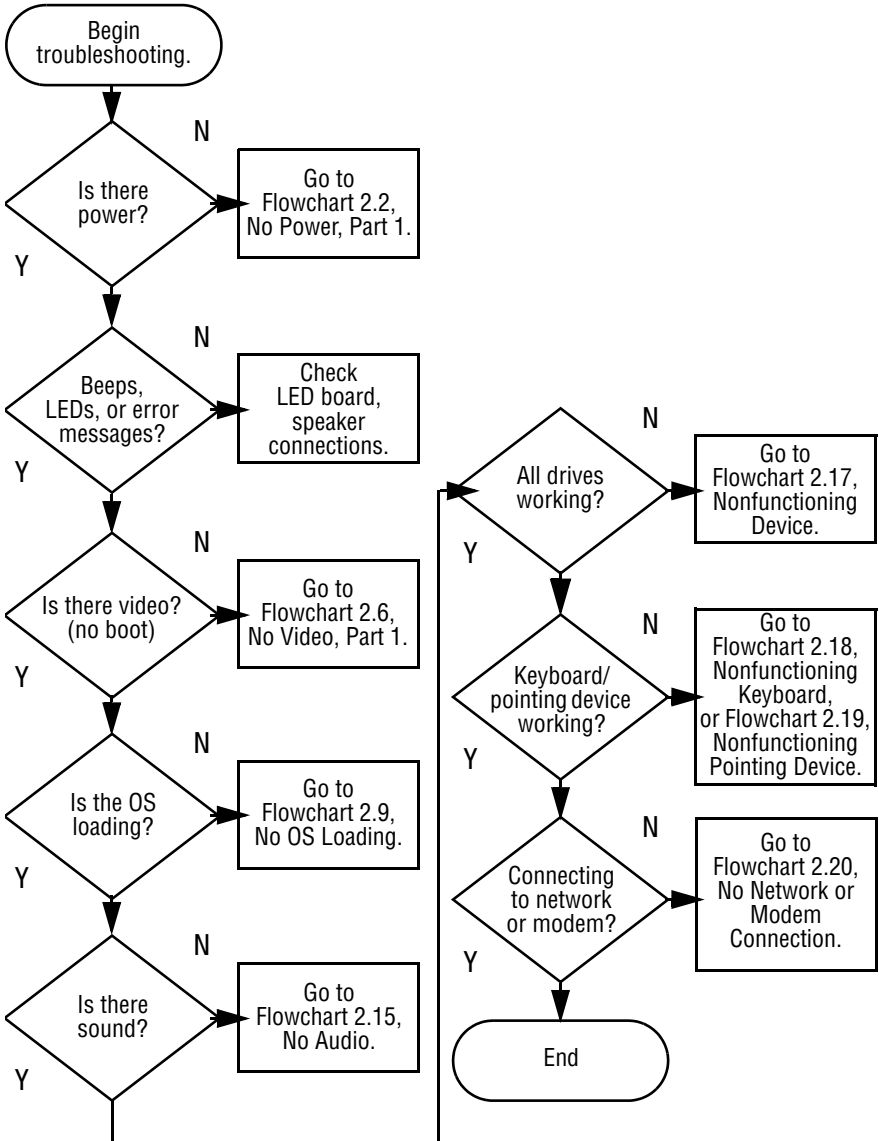 Begin
troubleshooting.
N
Is there
power?
Go to
Flowchart 2.2,
No Power, Part 1.
Y
N
Beeps,
LEDs, or error
messages?
Check
LED board,
speaker
connections.
Y
N
Is there video?
(no boot)
Go to
Flowchart 2.6,
No Video, Part 1.
Y
N
Is the OS
loading?
Go to
Flowchart 2.9,
No OS Loading.
Y
N
Is there
sound?
Go to
Flowchart 2.15,
No Audio.
Y
N
All drives
working?
Go to
Flowchart 2.17,
Nonfunctioning
Device.
Y
N
Keyboard/
pointing device
working?
Go to
Flowchart 2.18,
Nonfunctioning
Keyboard,
or Flowchart 2.19,
Nonfunctioning
Pointing Device.
Y
N
Connecting
to network
or modem?
Go to
Flowchart 2.20,
No Network or
Modem
Connection.
Y
End